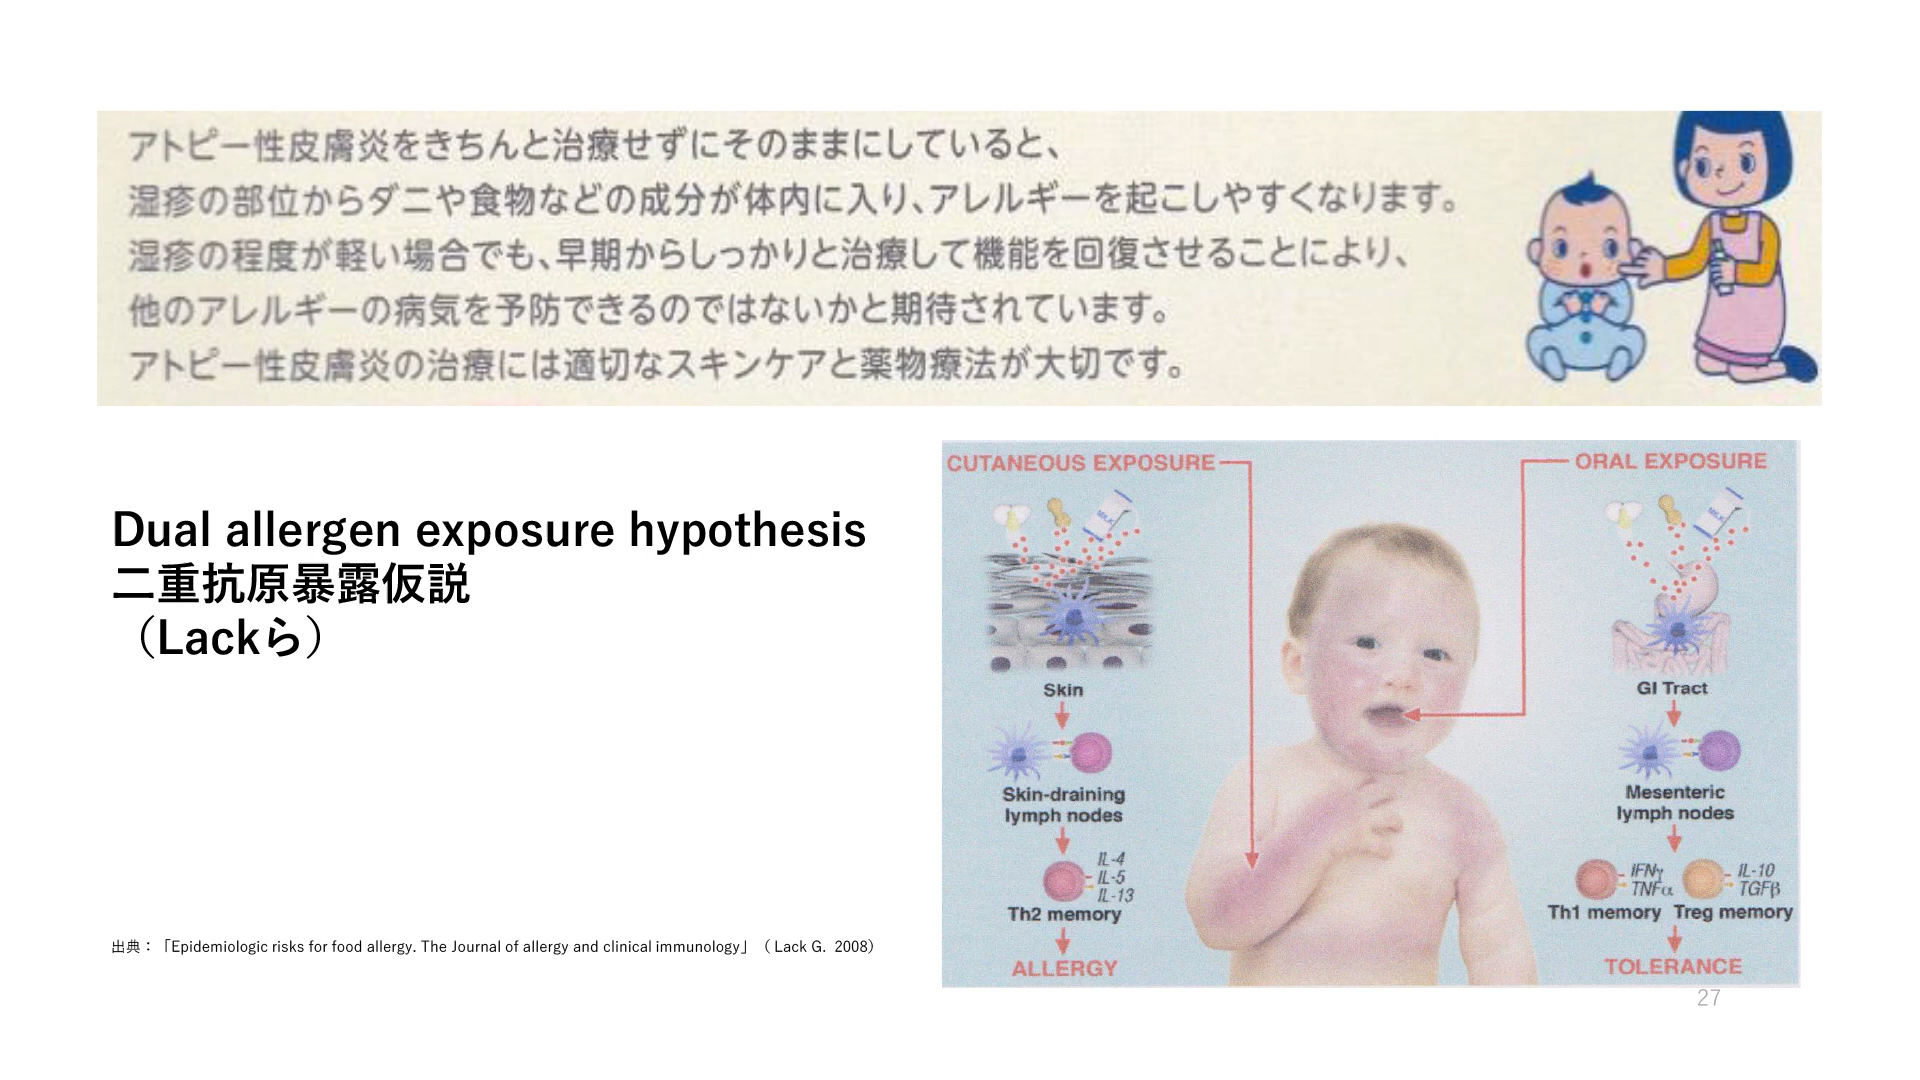 アトピー性皮膚炎をきちんと治療せずにそのままにしていると、
湿疹の部位からダニや食物などの成分が体内に入り、アレルギーを起こしやすくなります。
湿疹の程度が軽い場合でも、早期からしっかりと治療して機能を回復させることにより、
他のアレルギーの病気を予防できるのではないかと期待されています。
アトピー性皮膚炎の治療には適切なスキンケアと薬物療法が大切です。
Dual allergen exposure hypothesis
二重抗原暴露仮説
（Lackら）
出典：「Epidemiologic risks for food allergy. The Journal of allergy and clinical immunology」（ Lack G. 2008）
CUTANEOUS EXPOSURE
MILK
Skin
Skin-draining
lymph nodes
IL-4
IL-5
IL-13
Th2 memory
ALLERGY
ORAL EXPOSURE
MILK
GI Tract
Mesenteric
lymph nodes
IFNγ
TNFα
IL-10
TGFβ
Th1 memory Treg memory
TOLERANCE
27